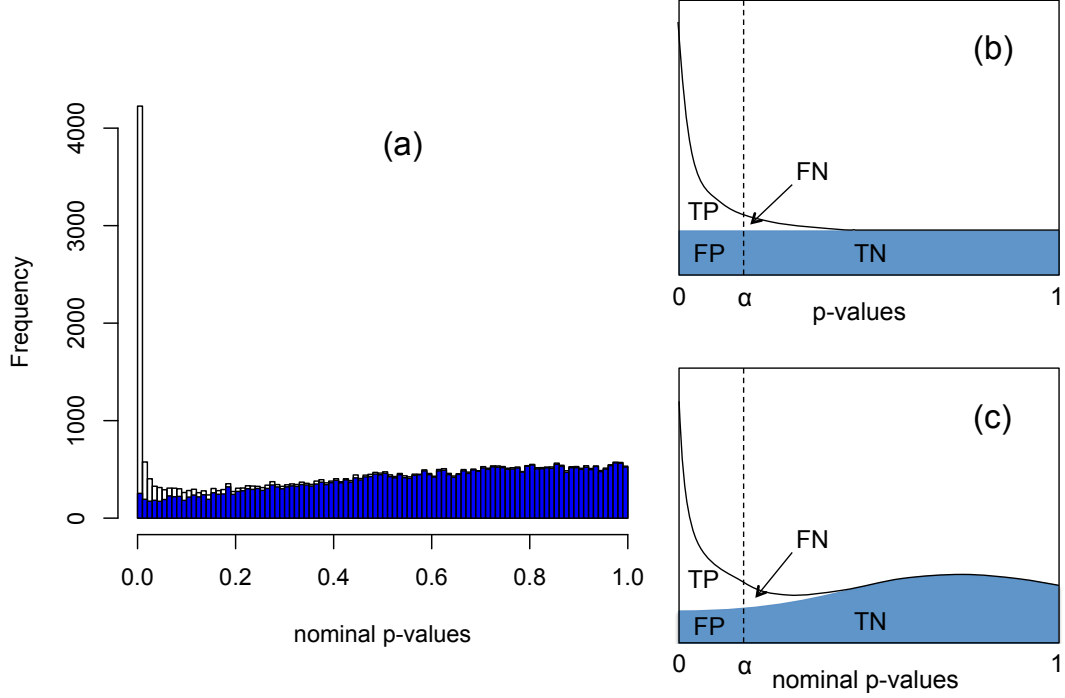 (a)
Frequency
4000
3000
2000
1000
0
0.0 0.2 0.4 0.6 0.8 1.0
nominal p-values
(b)
FN
TP
FP TN
0 α 1
p-values
(c)
FN
TP
FP TN
0 α 1
nominal p-values